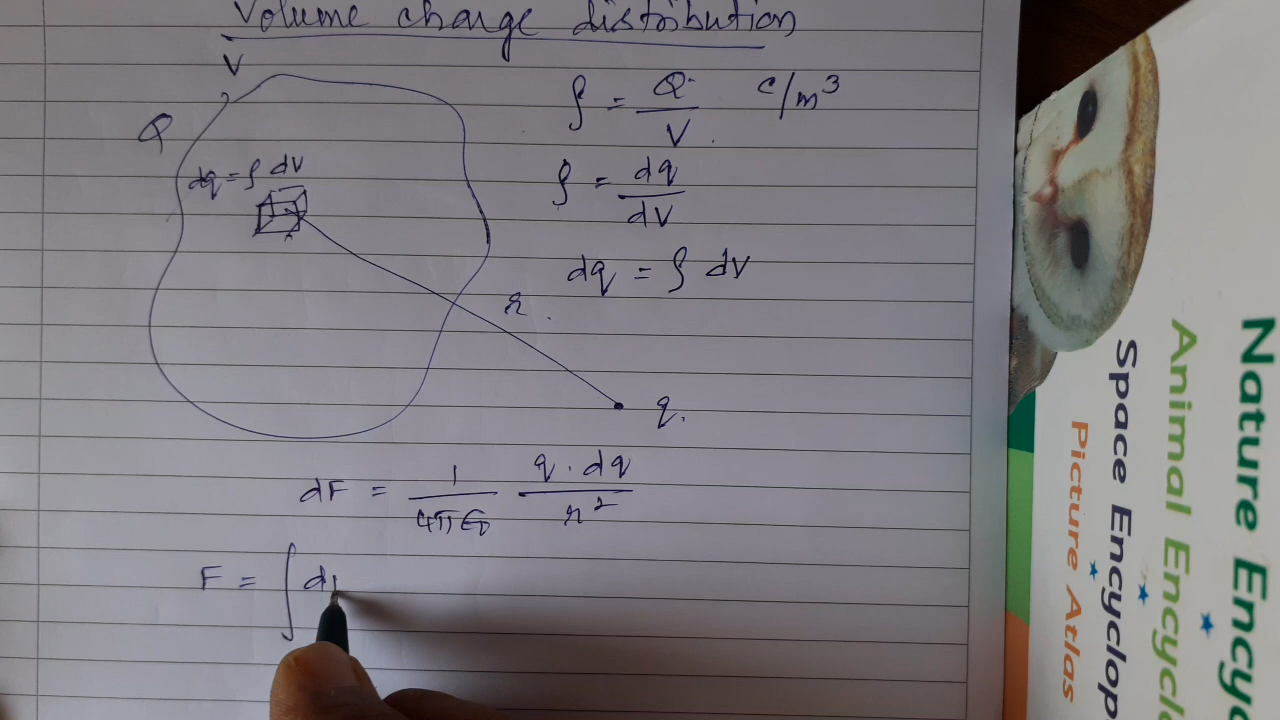 Volume charge distribution
V
Q
ρ = Q / V C/m³
dq = ρ dV
ρ = dq / dV
dq = ρ dV
r.
q.
dF = 1 / 4πε₀ q . dq / r²
F = ∫ d
Nature Ency
Animal Encyc
Space Encyclop
Picture Atlas